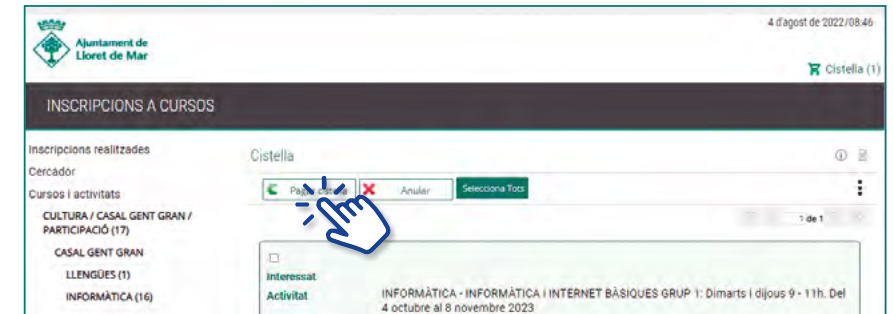 4 d'agost de 2022/08:46
Ajuntament de
Lloret de Mar
Cistella (1)
INSCRIPCIONS A CURSOS
Inscripcions realitzades
Cercador
Cursos i activitats
CULTURA / CASAL GENT GRAN /
PARTICIPACIÓ (17)
CASAL GENT GRAN
LLENGÜES (1)
INFORMÀTICA (16)
Cistella
Anular
Selecciona Tots
1 de 1
Interessat
Activitat
INFORMÀTICA - INFORMÀTICA I INTERNET BÀSIQUES GRUP 1: Dimarts i dijous 9 - 11h. Del
4 octubre al 8 novembre 2023